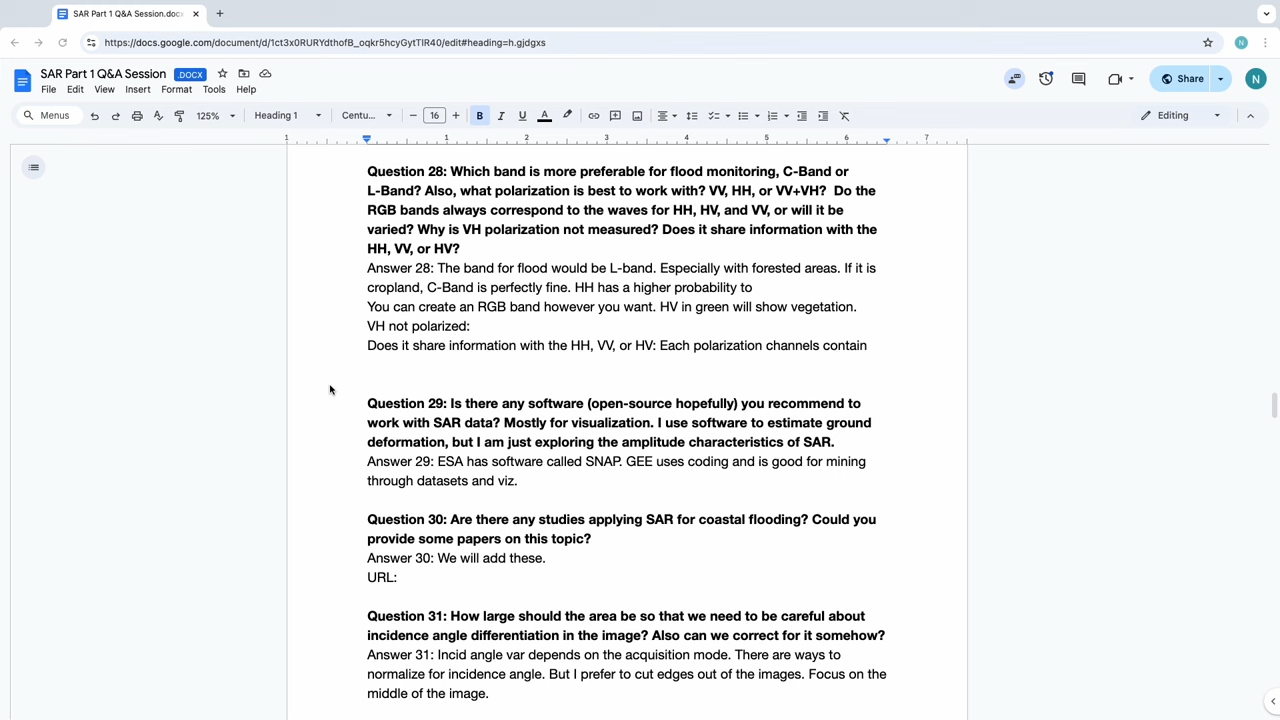 SAR Part 1 Q&A Session.docx
https://docs.google.com/document/d/1ct3x0RURYdthofB_oqkr5hcyGytTlR40/edit#heading=h.gjdgxs
N
SAR Part 1 Q&A Session .DOCX
File Edit View Insert Format Tools Help
Share
N
Menus 125% Heading 1 Centu... 16 B I U A Editing
1 1 2 3 4 5 6 7
Question 28: Which band is more preferable for flood monitoring, C-Band or
L-Band? Also, what polarization is best to work with? VV, HH, or VV+VH? Do the
RGB bands always correspond to the waves for HH, HV, and VV, or will it be
varied? Why is VH polarization not measured? Does it share information with the
HH, VV, or HV?
Answer 28: The band for flood would be L-band. Especially with forested areas. If it is
cropland, C-Band is perfectly fine. HH has a higher probability to
You can create an RGB band however you want. HV in green will show vegetation.
VH not polarized:
Does it share information with the HH, VV, or HV: Each polarization channels contain
Question 29: Is there any software (open-source hopefully) you recommend to
work with SAR data? Mostly for visualization. I use software to estimate ground
deformation, but I am just exploring the amplitude characteristics of SAR.
Answer 29: ESA has software called SNAP. GEE uses coding and is good for mining
through datasets and viz.
Question 30: Are there any studies applying SAR for coastal flooding? Could you
provide some papers on this topic?
Answer 30: We will add these.
URL:
Question 31: How large should the area be so that we need to be careful about
incidence angle differentiation in the image? Also can we correct for it somehow?
Answer 31: Incid angle var depends on the acquisition mode. There are ways to
normalize for incidence angle. But I prefer to cut edges out of the images. Focus on the
middle of the image.